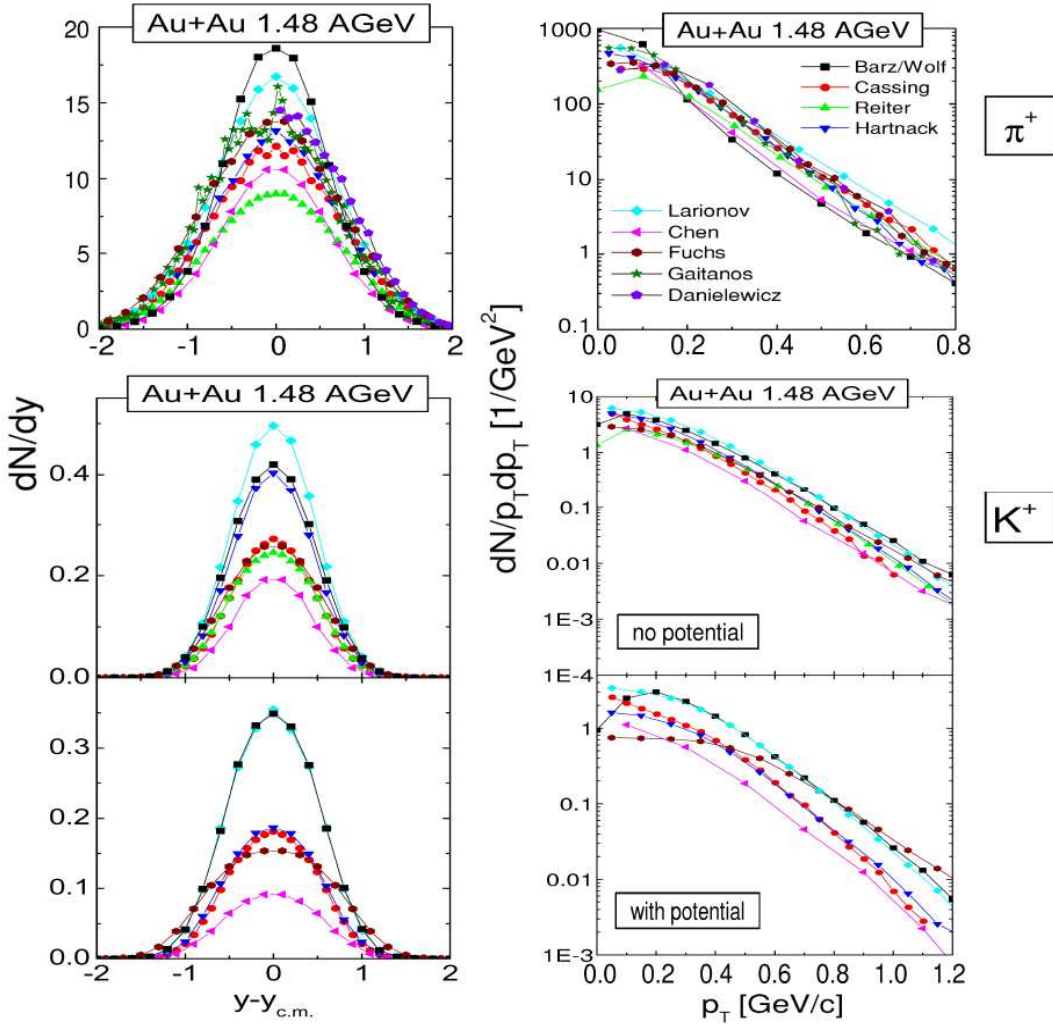 Au+Au 1.48 AGeV
20
15
10
5
0
-2 -1 0 1 2
Au+Au 1.48 AGeV
1000
100
10
1
0.1
0.0 0.2 0.4 0.6 0.8
Barz/Wolf
Cassing
Reiter
Hartnack
Larionov
Chen
Fuchs
Gaitanos
Danielewicz
π+
dN/dy
dN/pTdpT [1/GeV2]
Au+Au 1.48 AGeV
0.4
0.2
0.0
Au+Au 1.48 AGeV
10
1
0.1
0.01
1E-3
1E-4
no potential
K+
0.3
0.2
0.1
0.0
-2 -1 0 1 2
y-yc.m.
1
0.1
0.01
1E-3
with potential
0.0 0.2 0.4 0.6 0.8 1.0 1.2
pT [GeV/c]